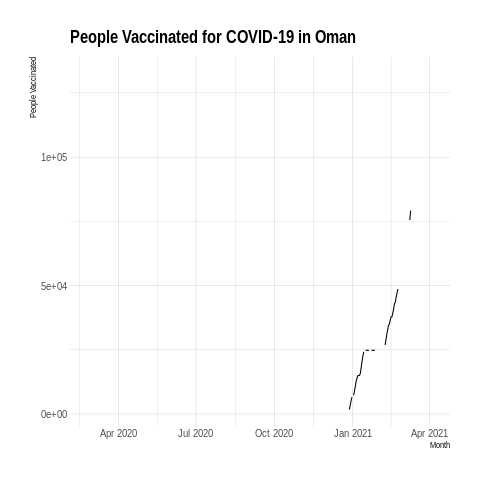 People Vaccinated for COVID-19 in Oman
People Vaccinated
1e+05
5e+04
0e+00
Apr 2020 Jul 2020 Oct 2020 Jan 2021 Apr 2021
Month